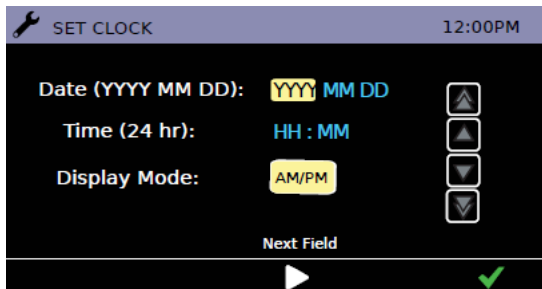 SET CLOCK 12:00PM
Date (YYYY MM DD): YYYY MM DD
Time (24 hr): HH : MM
Display Mode: AM/PM
Next Field